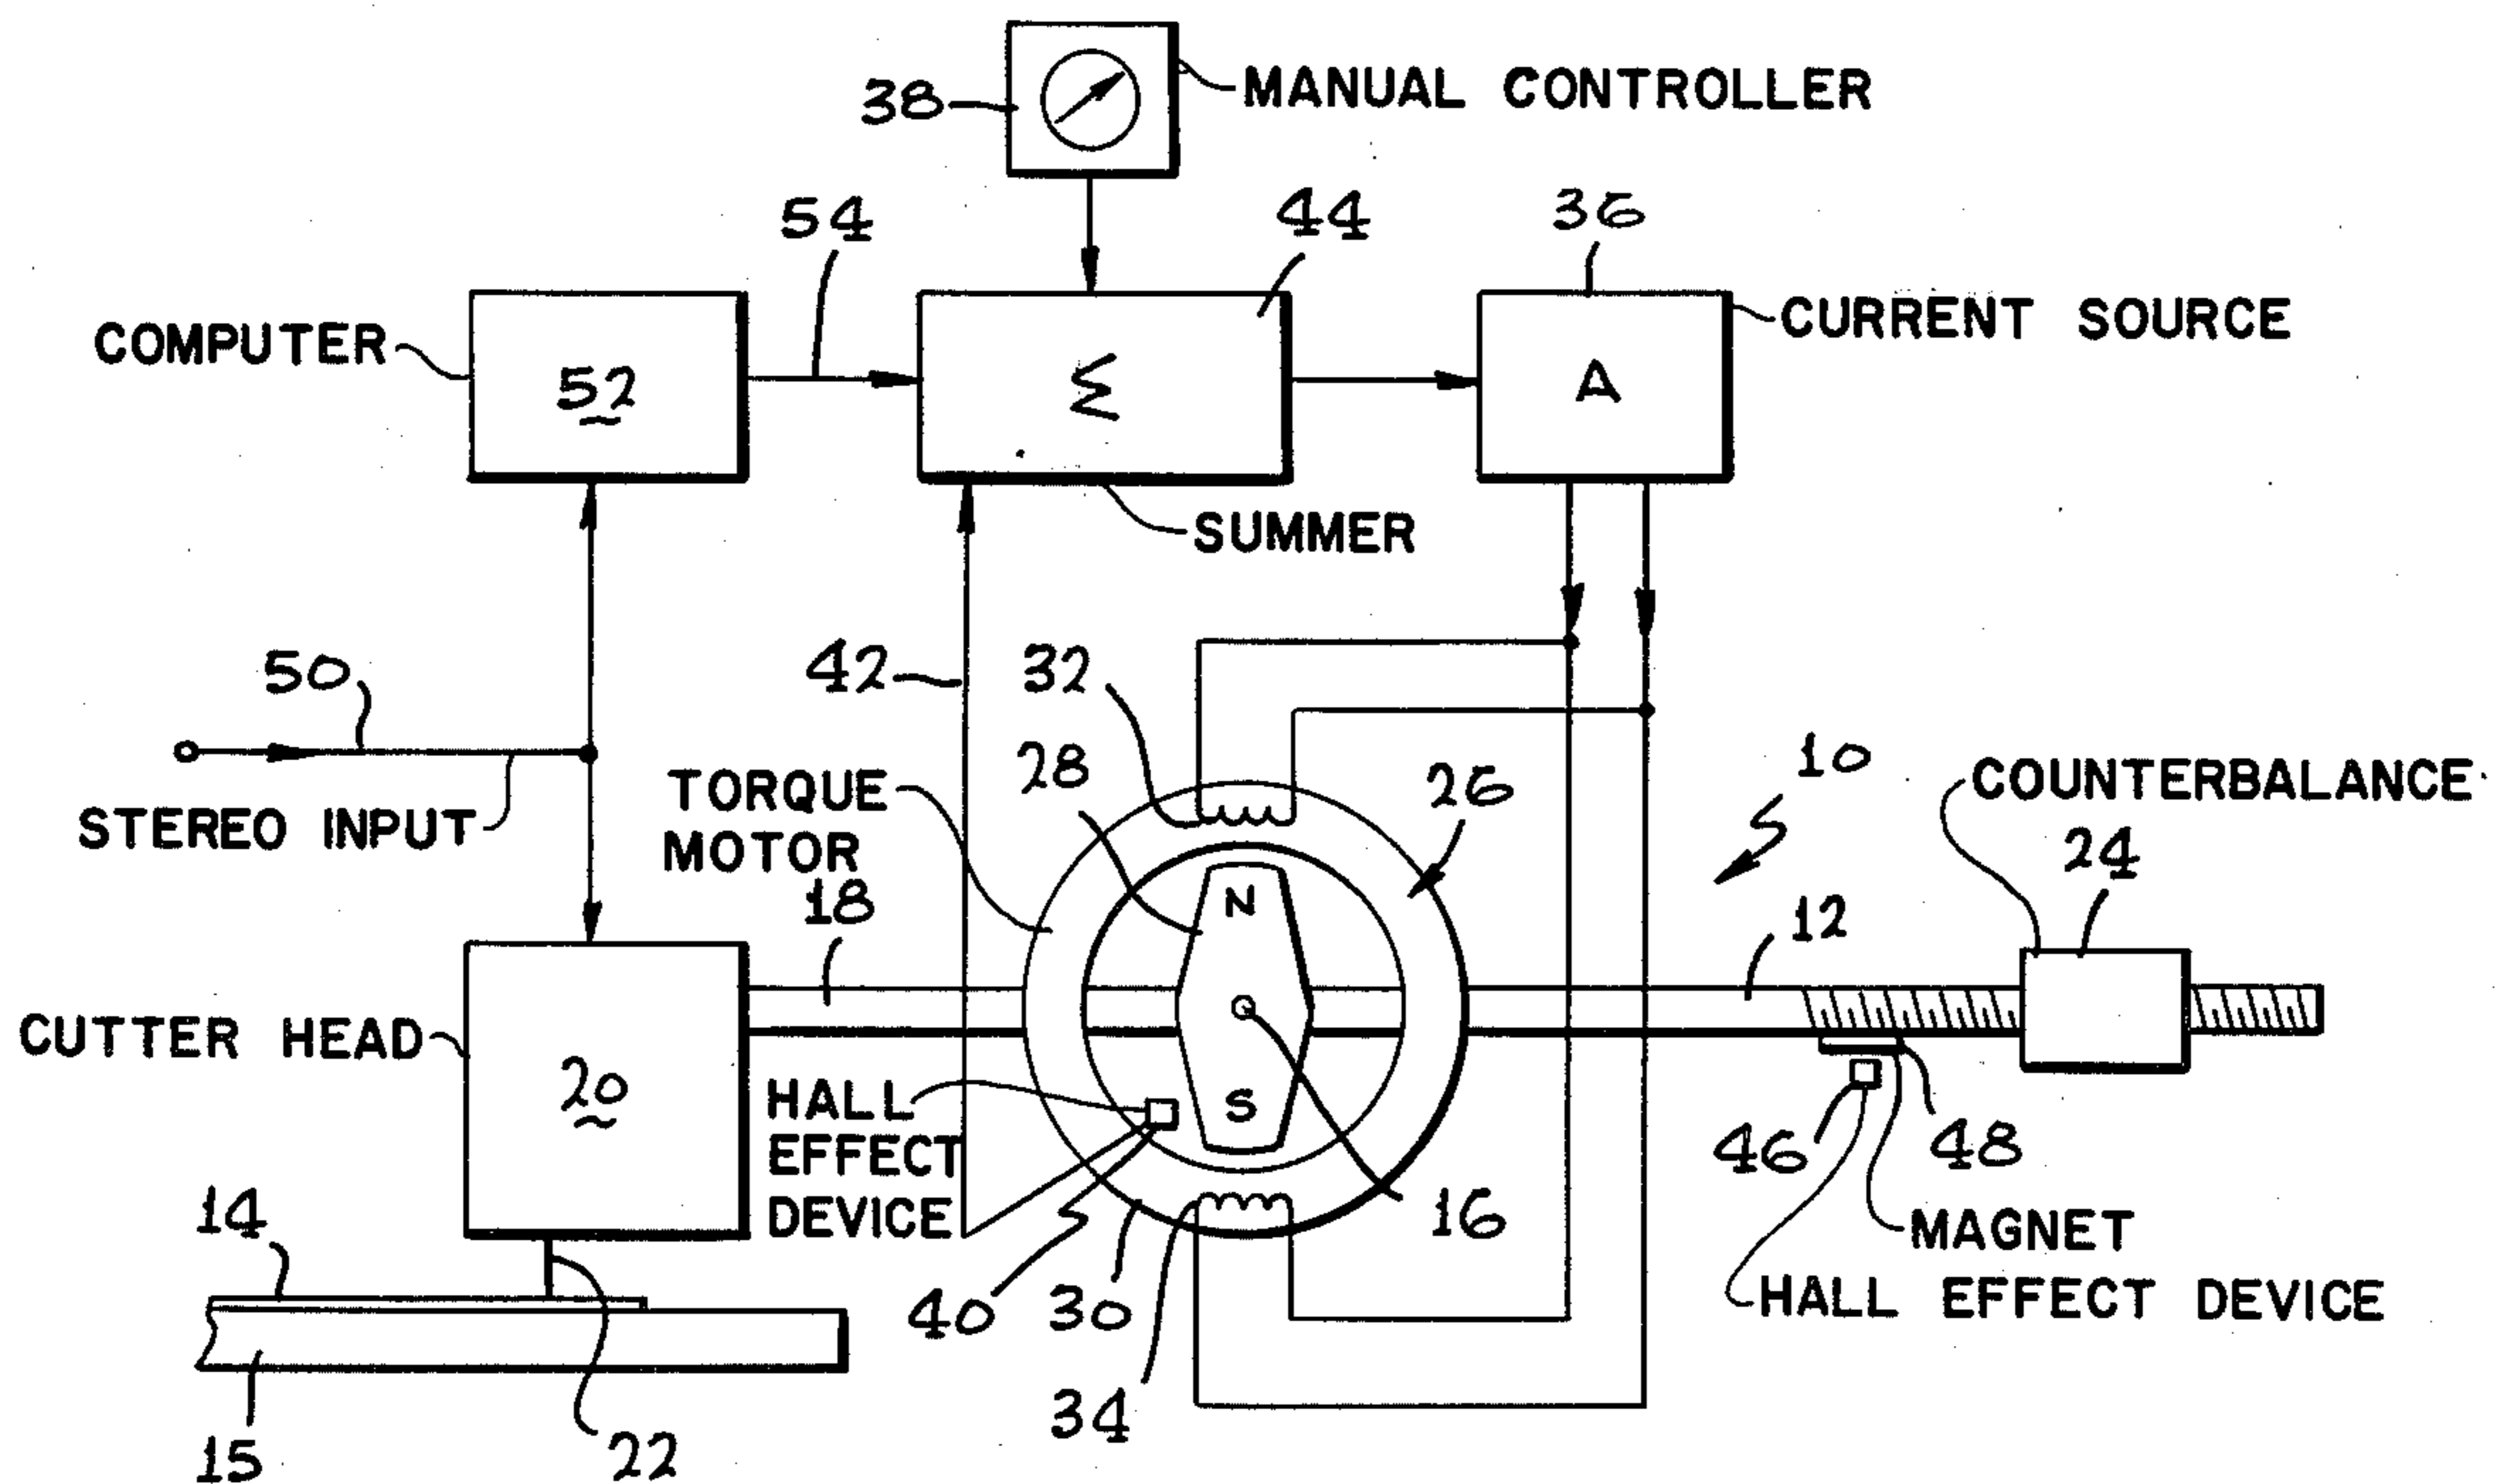 38
MANUAL CONTROLLER
54
44
36
COMPUTER
52
Σ
A
CURRENT SOURCE
SUMMER
50
42
32
STEREO INPUT
TORQUE
MOTOR
28
26
10
COUNTERBALANCE
24
18
12
N
CUTTER HEAD
20
HALL
EFFECT
DEVICE
S
16
46
48
MAGNET
HALL EFFECT DEVICE
14
40
30
34
15
22